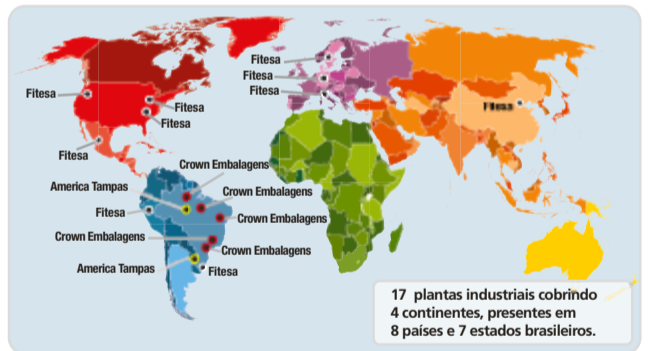 Fitesa
Fitesa
Fitesa
Fitesa
Fitesa
Fitesa
Fitesa
Fitesa
Crown Embalagens
America Tampas
Crown Embalagens
Fitesa
Crown Embalagens
Crown Embalagens
Crown Embalagens
America Tampas
Fitesa
17 plantas industriais cobrindo
4 continentes, presentes em
8 países e 7 estados brasileiros.